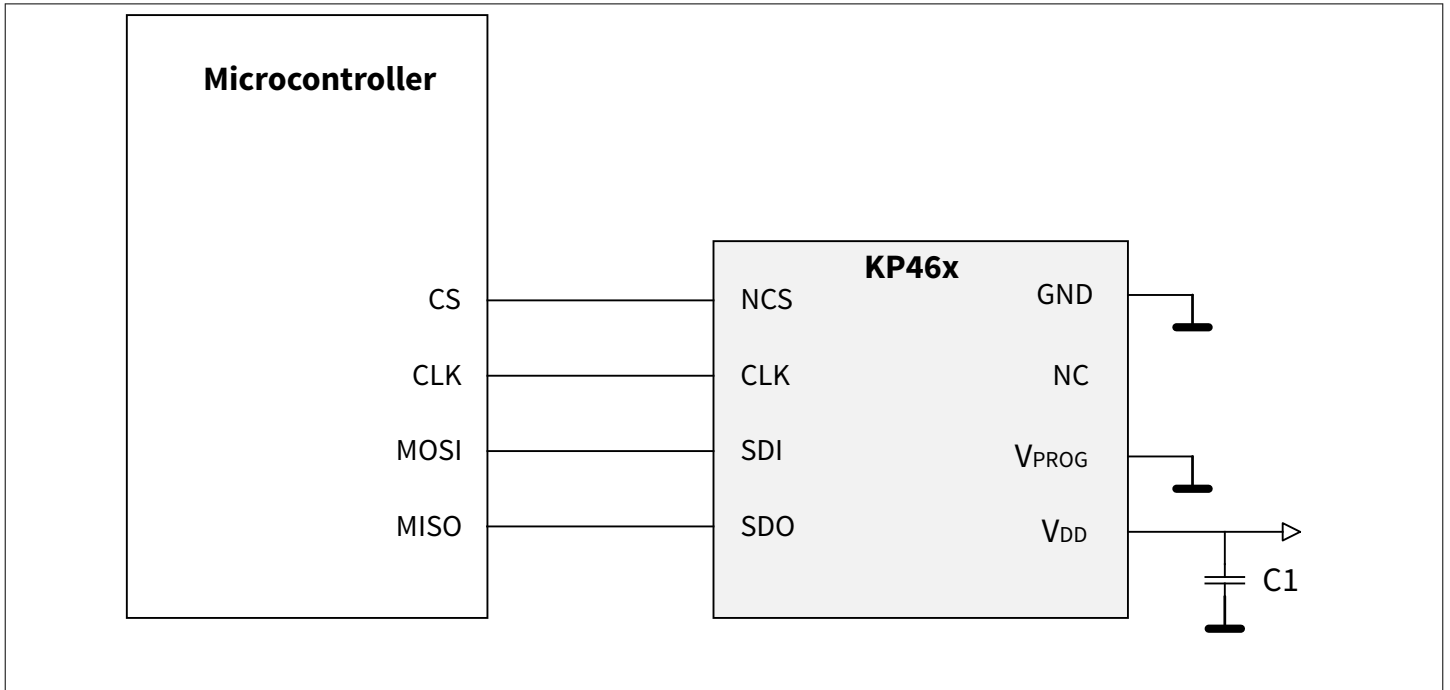 Microcontroller
CS
CLK
MOSI
MISO
KP46x
NCS
CLK
SDI
SDO
GND
NC
VPROG
VDD
C1